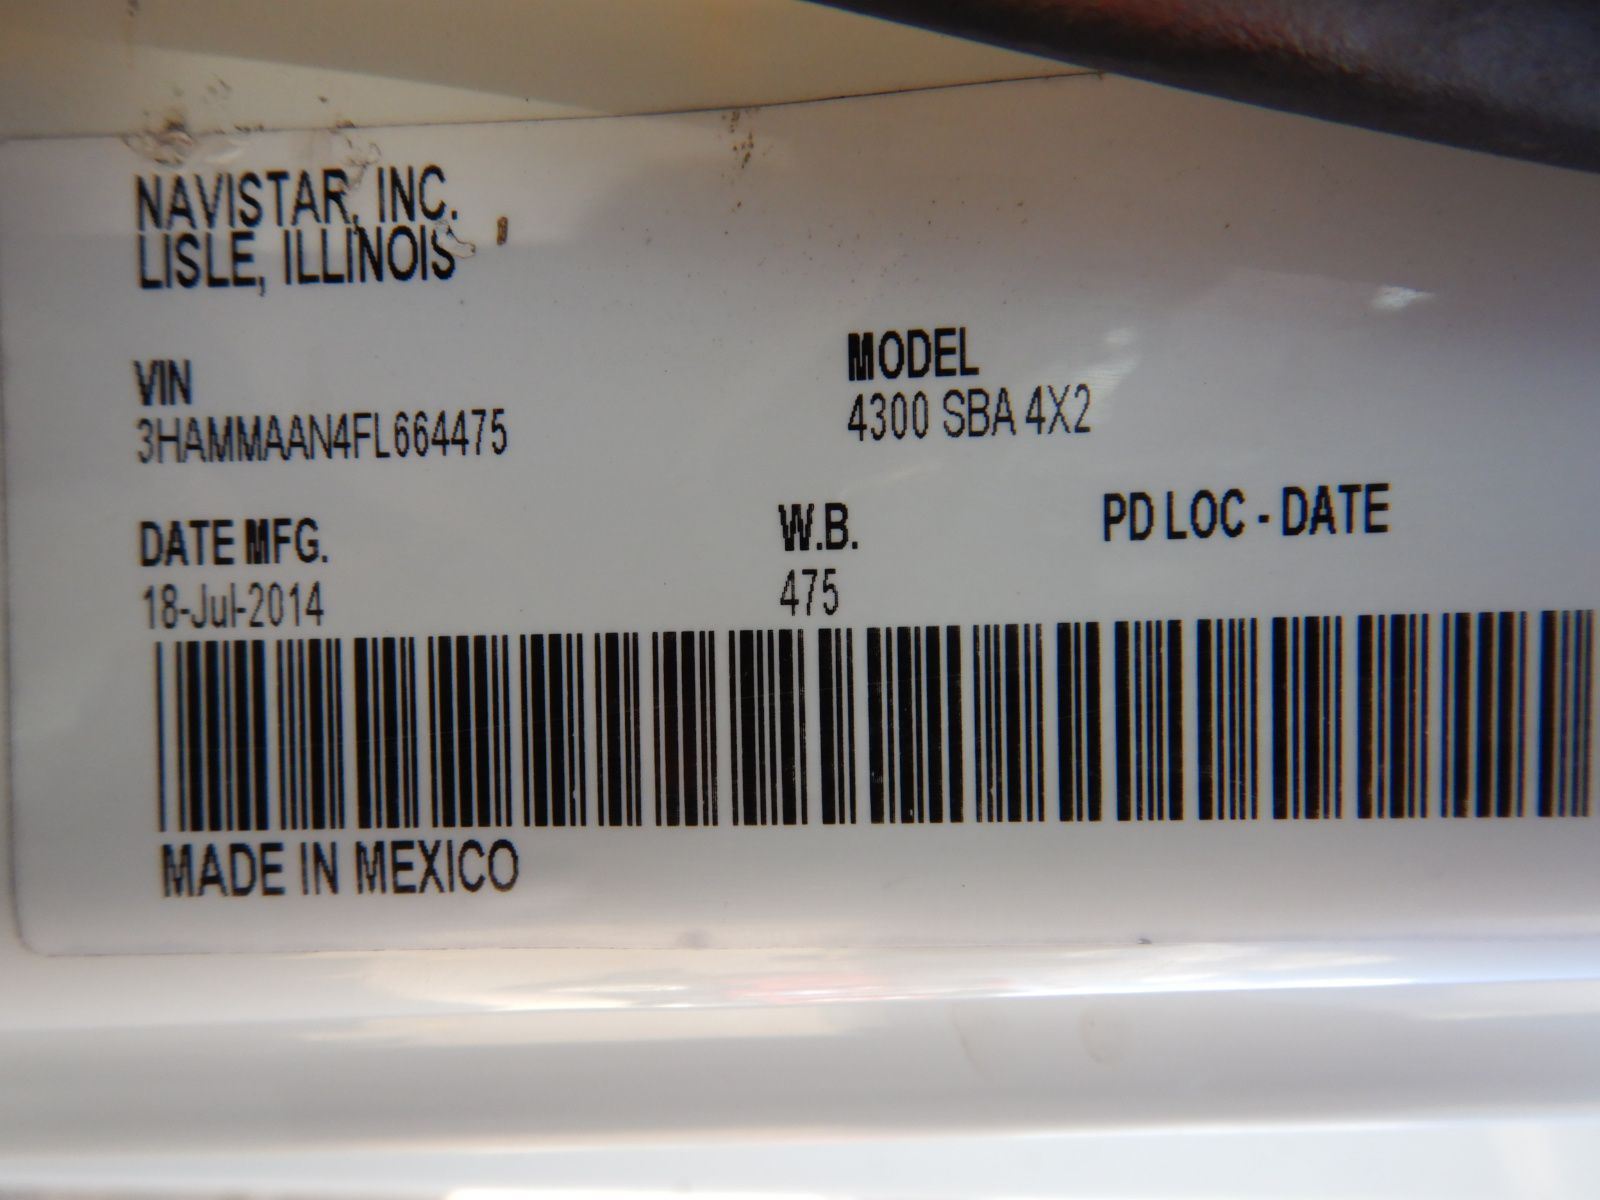 NAVISTAR, INC.
LISLE, ILLINOIS
VIN
3HAMMAAN4FL664475
MODEL
4300 SBA 4X2
DATE MFG.
18-Jul-2014
W.B.
475
PD LOC - DATE
MADE IN MEXICO